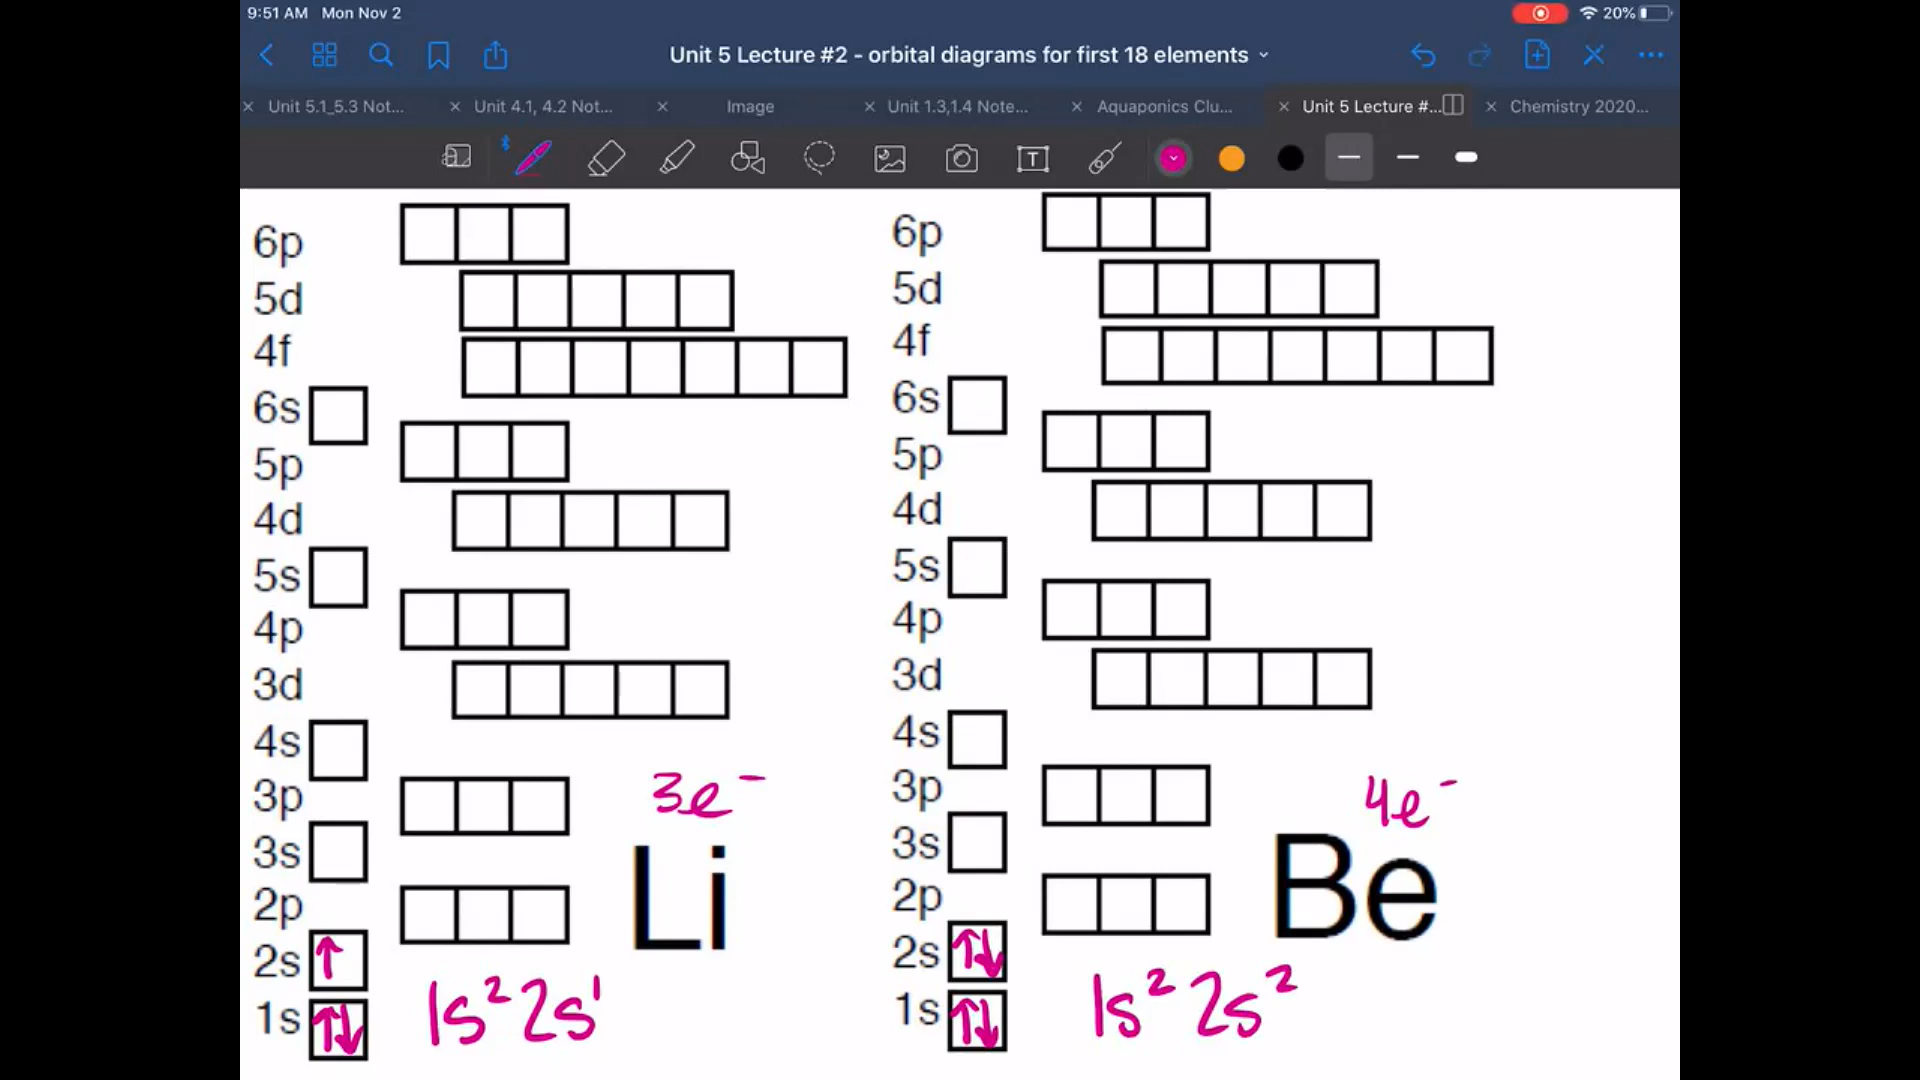 9:51 AM Mon Nov 2
20%
Unit 5 Lecture #2 - orbital diagrams for first 18 elements
Unit 5.1_5.3 Not...
Unit 4.1, 4.2 Not...
Image
Unit 1.3,1.4 Note...
Aquaponics Clu...
Unit 5 Lecture #...
Chemistry 2020...
T
6p
5d
4f
6s
5p
4d
5s
4p
3d
4s
3p
3e⁻
3s
Li
2p
2s
1s
1s² 2s¹
6p
5d
4f
6s
5p
4d
5s
4p
3d
4s
3p
4e⁻
3s
Be
2p
2s
1s
1s² 2s²